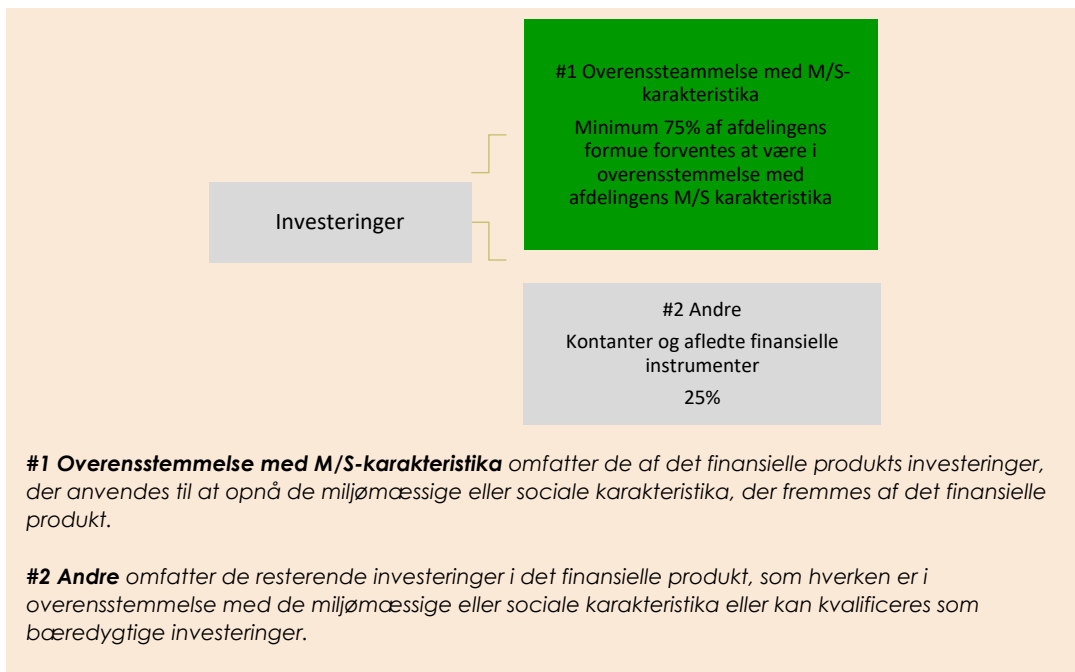 #1 Overenssteammelse med M/S-
karakteristika
Minimum 75% af afdelingens
formue forventes at være i
overensstemmelse med
afdelingens M/S karakteristika
Investeringer
#2 Andre
Kontanter og afledte finansielle
instrumenter
25%
#1 Overensstemmelse med M/S-karakteristika omfatter de af det finansielle produkts investeringer,
der anvendes til at opnå de miljømæssige eller sociale karakteristika, der fremmes af det finansielle
produkt.
#2 Andre omfatter de resterende investeringer i det finansielle produkt, som hverken er i
overensstemmelse med de miljømæssige eller sociale karakteristika eller kan kvalificeres som
bæredygtige investeringer.